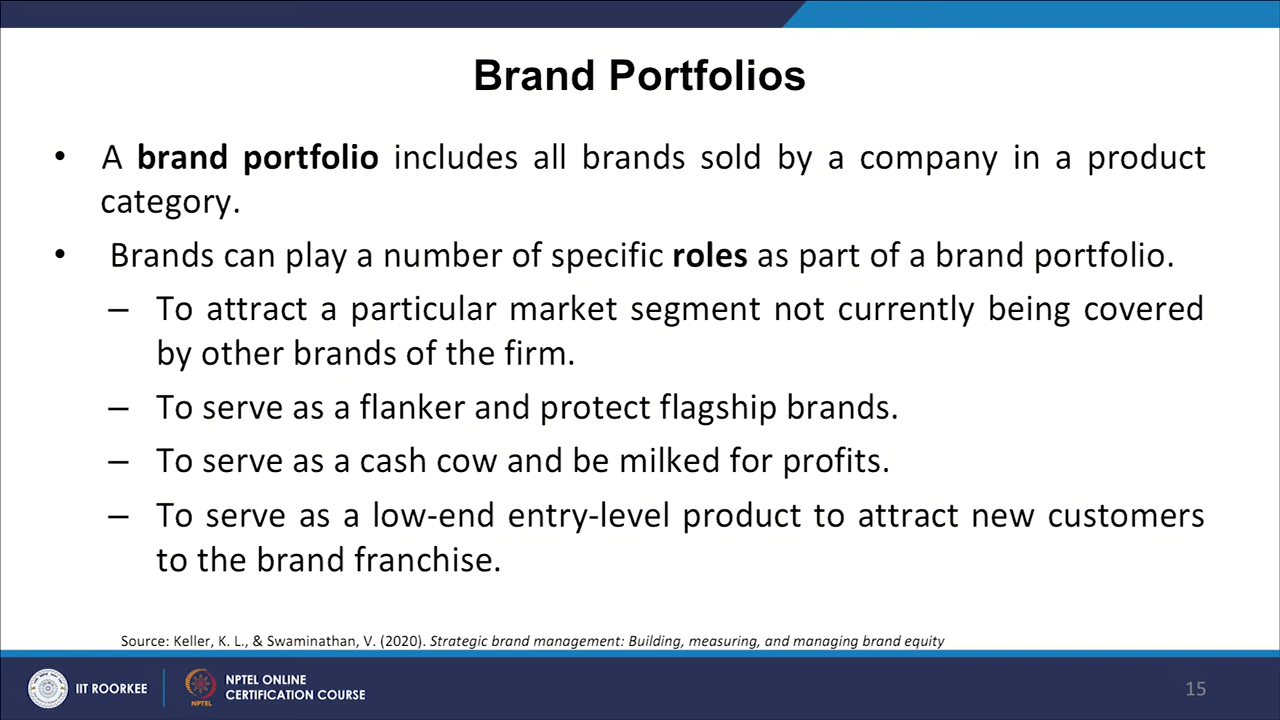 Brand Portfolios
• A brand portfolio includes all brands sold by a company in a product
category.
• Brands can play a number of specific roles as part of a brand portfolio.
– To attract a particular market segment not currently being covered
by other brands of the firm.
– To serve as a flanker and protect flagship brands.
– To serve as a cash cow and be milked for profits.
– To serve as a low-end entry-level product to attract new customers
to the brand franchise.
Source: Keller, K. L., & Swaminathan, V. (2020). Strategic brand management: Building, measuring, and managing brand equity
IIT ROORKEE
NPTEL
NPTEL ONLINE
CERTIFICATION COURSE
15